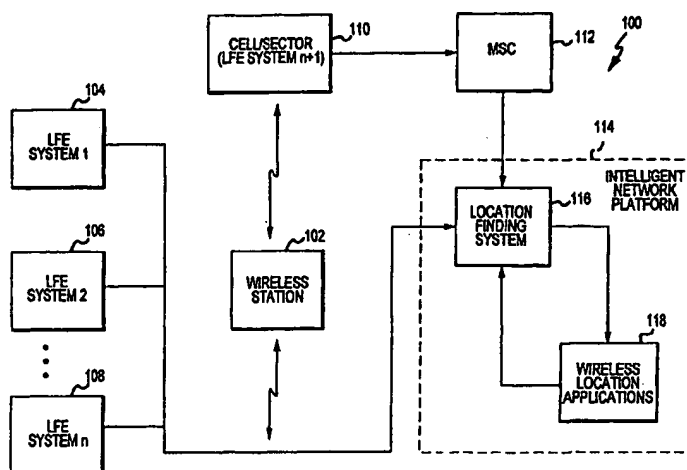 110
CELL/SECTOR
(LFE SYSTEM n+1)
112
MSC
100
104
LFE
SYSTEM 1
114
INTELLIGENT
NETWORK
PLATFORM
116
LOCATION
FINDING
SYSTEM
106
LFE
SYSTEM 2
102
WIRELESS
STATION
118
WIRELESS
LOCATION
APPLICATIONS
108
LFE
SYSTEM n